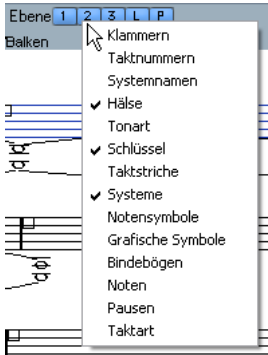 Ebene 1 2 3 L P
Balken
Klammern
Taktnummern
Systemnamen
Hälse
Tonart
Schlüssel
Taktstriche
Systeme
Notensymbole
Grafische Symbole
Bindebögen
Noten
Pausen
Taktart